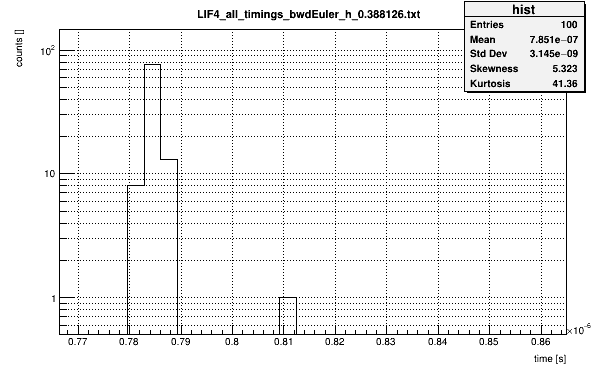 LIF4_all_timings_bwdEuler_h_0.388126.txt
hist
Entries 100
Mean 7.851e−07
Std Dev 3.145e−09
Skewness 5.323
Kurtosis 41.36
counts []
10²
10
1
0.77 0.78 0.79 0.8 0.81 0.82 0.83 0.84 0.85 0.86
×10⁻⁶
time [s]